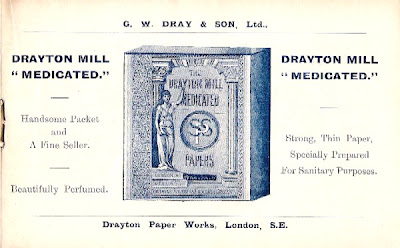 G. W. DRAY & SON, Ltd.,
DRAYTON MILL
"MEDICATED."
Handsome Packet
and
A Fine Seller.
Beautifully Perfumed.
THE
DRAYTON MILL
MEDICATED
PAPERS
DRAYTON MILL
"MEDICATED."
Strong, Thin Paper,
Specially Prepared
For Sanitary Purposes.
Drayton Paper Works, London, S.E.